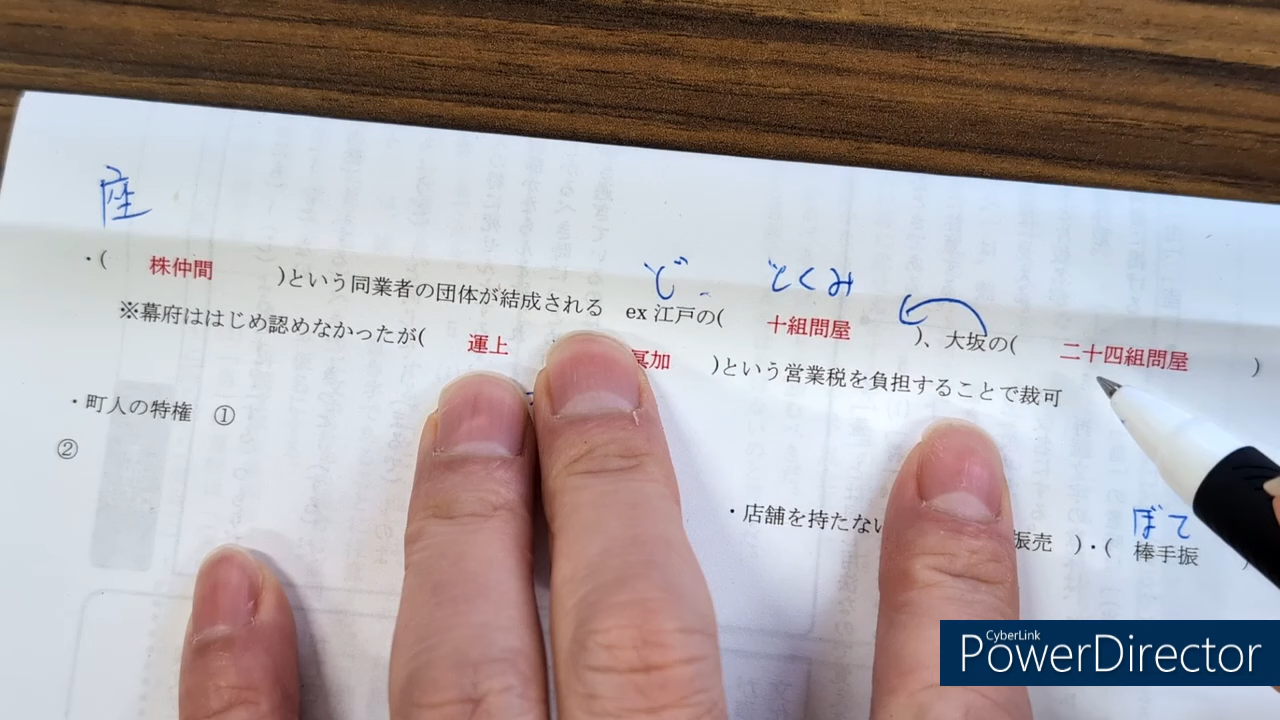 座
ど とくみ
・( 株仲間 )という同業者の団体が結成される ex 江戸の( 十組問屋 )、大坂の( 二十四組問屋 )
※幕府ははじめ認めなかったが( 運上 冥加 )という営業税を負担することで裁可
・町人の特権 ①
②
ぼて
・店舗を持たな 振売 )・( 棒手振
CyberLink
PowerDirector